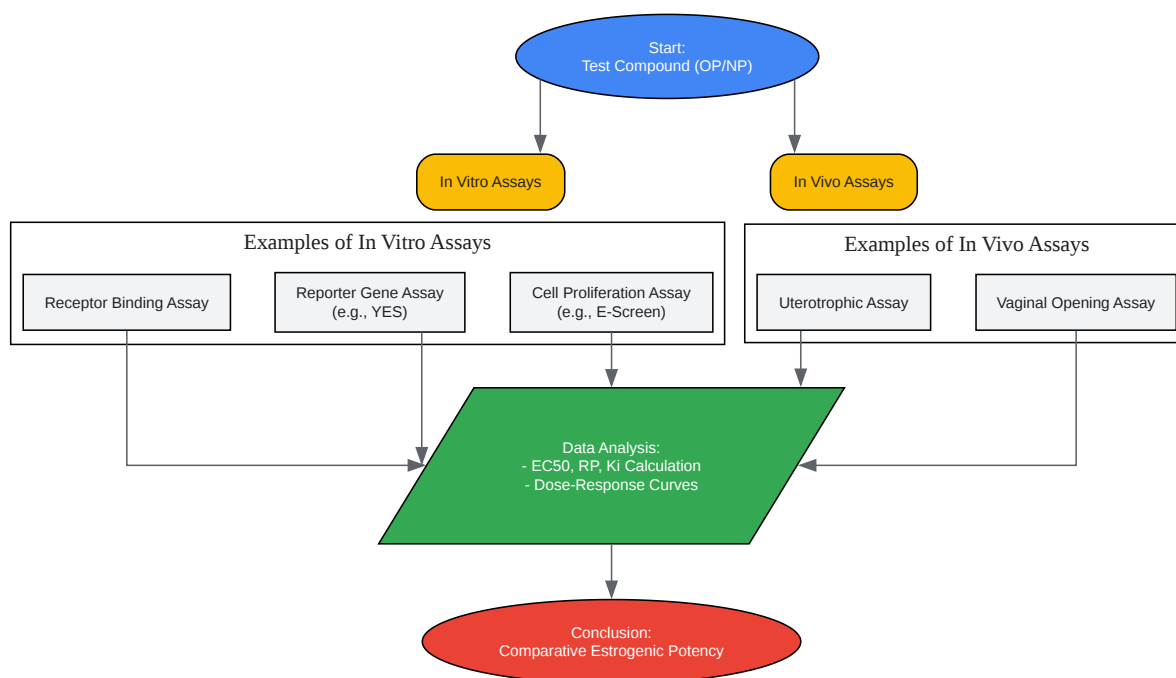 Start:
Test Compound (OP/NP)
In Vitro Assays
In Vivo Assays
Examples of In Vitro Assays
Examples of In Vivo Assays
Receptor Binding Assay
Reporter Gene Assay
(e.g., YES)
Cell Proliferation Assay
(e.g., E-Screen)
Uterotrophic Assay
Vaginal Opening Assay
Data Analysis:
- EC50, RP, Ki Calculation
- Dose-Response Curves
Conclusion:
Comparative Estrogenic Potency